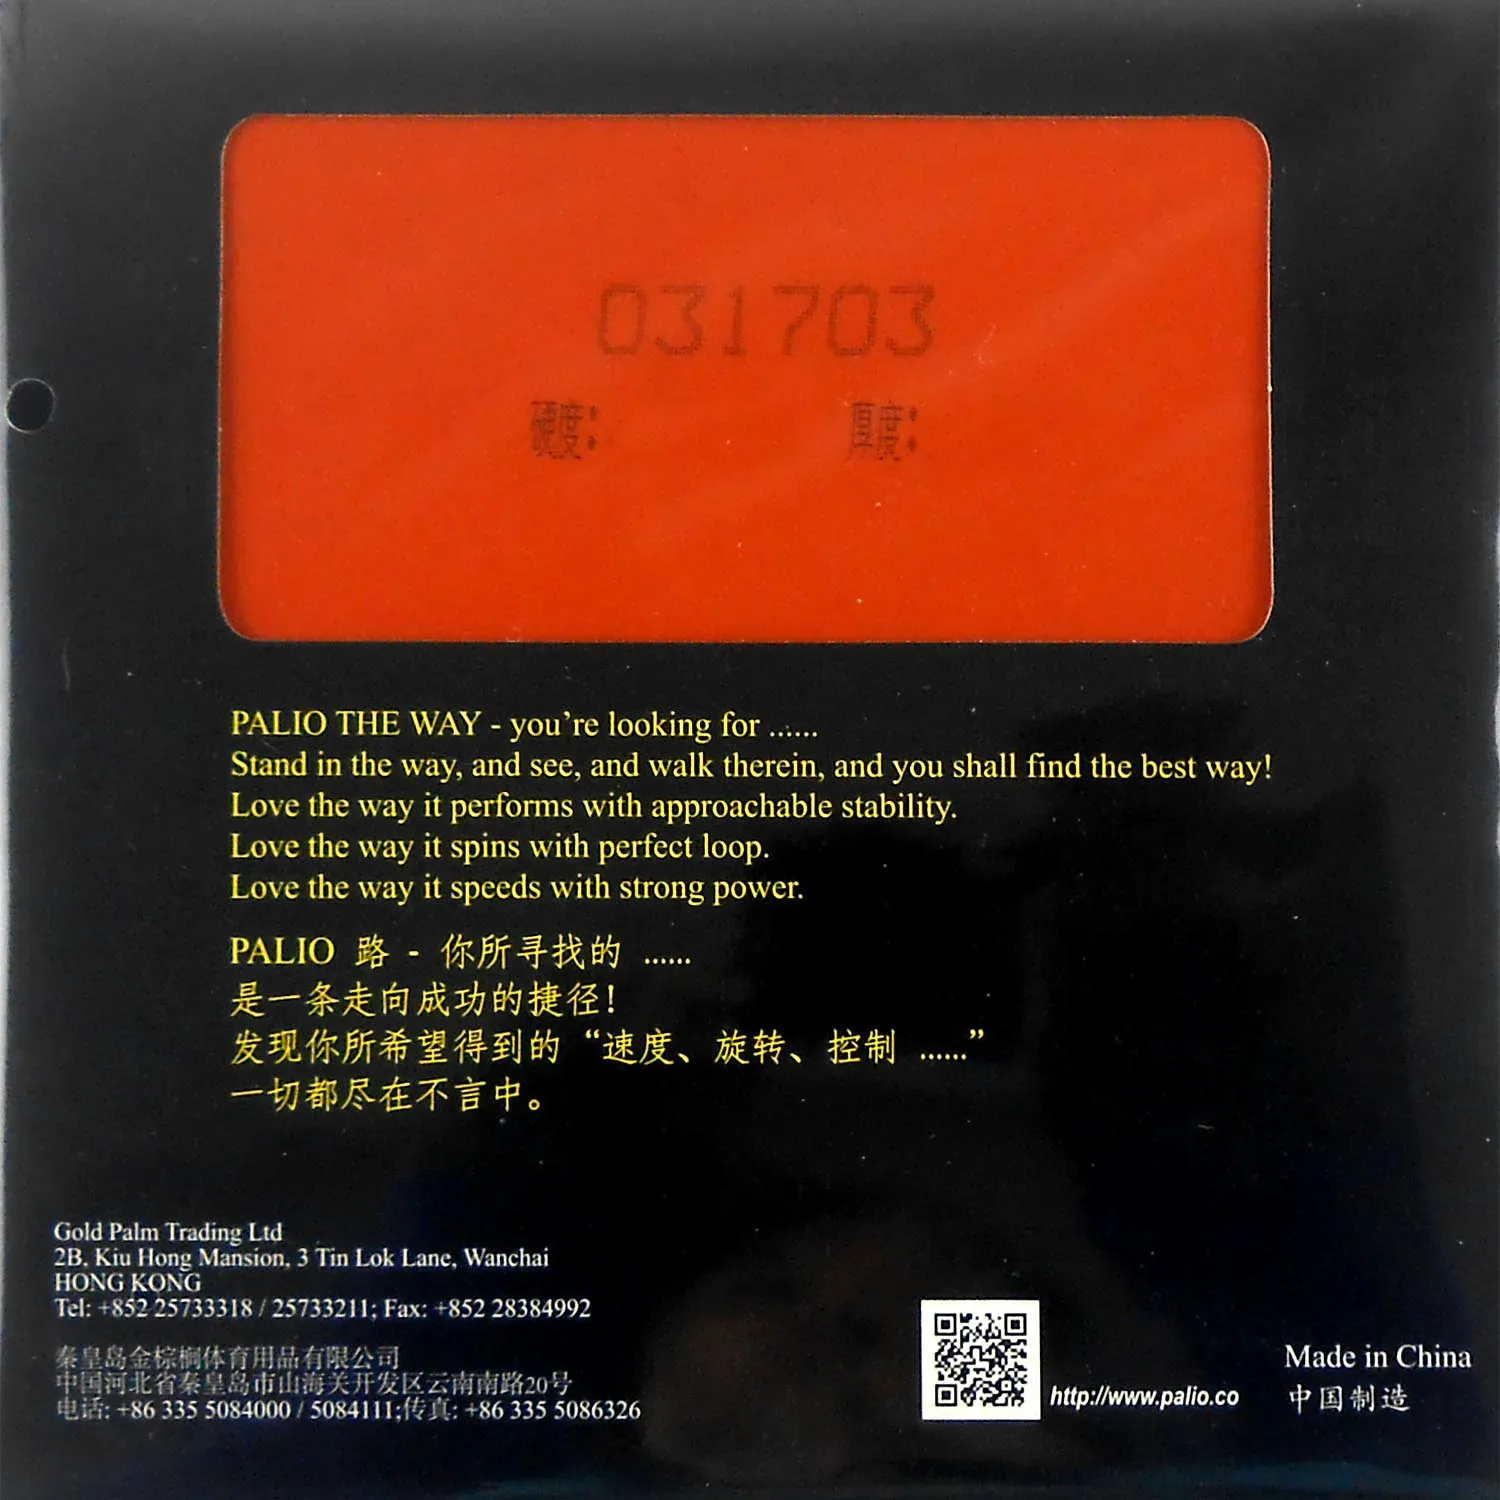 031703
硬度: 厚度:
PALIO THE WAY - you're looking for ......
Stand in the way, and see, and walk therein, and you shall find the best way!
Love the way it performs with approachable stability.
Love the way it spins with perfect loop.
Love the way it speeds with strong power.
PALIO 路 - 你所寻找的 ......
是一条走向成功的捷径!
发现你所希望得到的“速度、旋转、控制 ......”
一切都尽在不言中。
Gold Palm Trading Ltd
2B, Kiu Hong Mansion, 3 Tin Lok Lane, Wanchai
HONG KONG
Tel: +852 25733318 / 25733211; Fax: +852 28384992
秦皇岛金棕榈体育用品有限公司
中国河北省秦皇岛市山海关开发区云南南路20号
电话: +86 335 5084000 / 5084111;传真: +86 335 5086326
http://www.palio.co
Made in China
中国制造